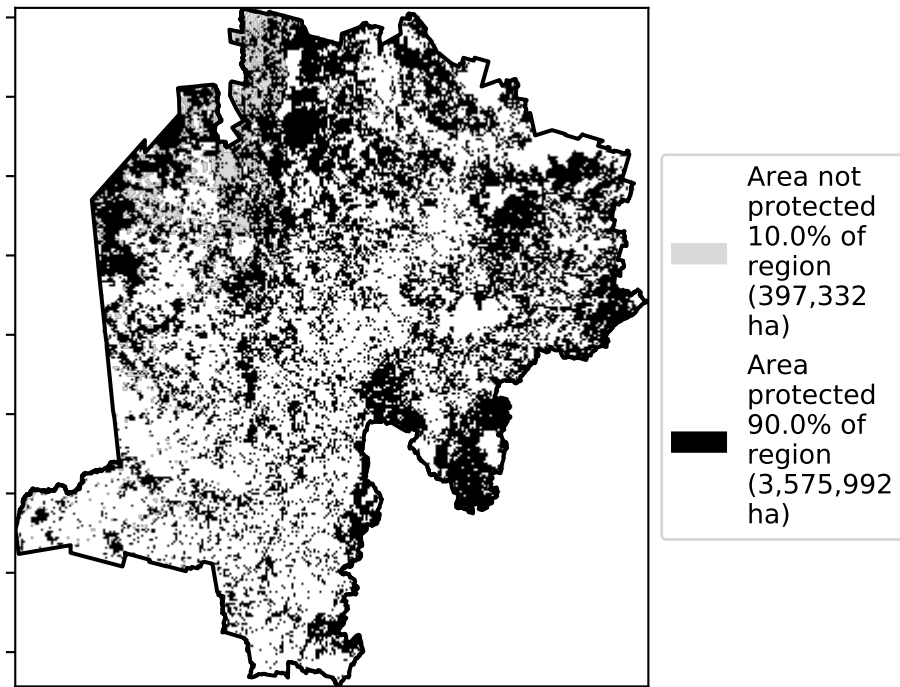 Area not
protected
10.0% of
region
(397,332
ha)
Area
protected
90.0% of
region
(3,575,992
ha)